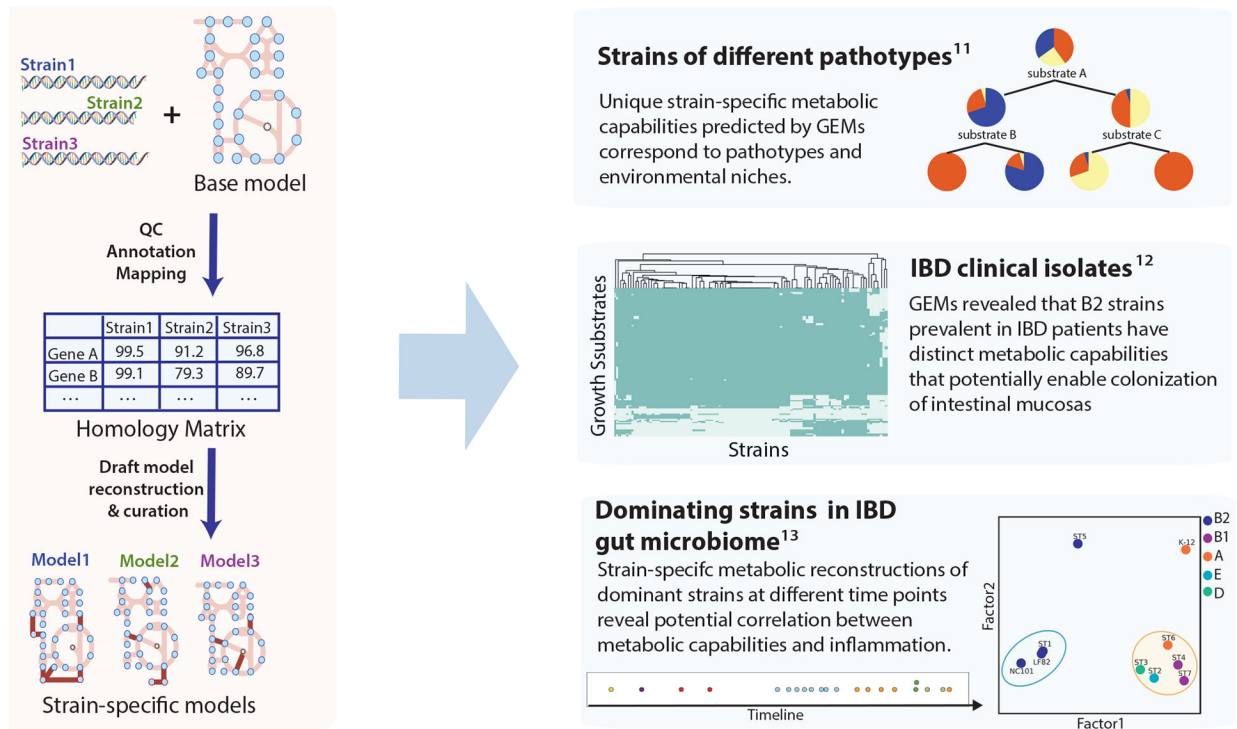 Strain1
Strain2
Strain3
+
Base model
QC
Annotation
Mapping
Strain1 Strain2 Strain3
Gene A 99.5 91.2 96.8
Gene B 99.1 79.3 89.7
... ... ... ...
Homology Matrix
Draft model
reconstruction
& curation
Model1 Model2 Model3
Strain-specific models
Strains of different pathotypes11
Unique strain-specific metabolic
capabilities predicted by GEMs
correspond to pathotypes and
environmental niches.
substrate A
substrate B substrate C
Growth Ssubstrates
Strains
IBD clinical isolates12
GEMs revealed that B2 strains
prevalent in IBD patients have
distinct metabolic capabilities
that potentially enable colonization
of intestinal mucosas
Dominating strains in IBD
gut microbiome13
Strain-specifc metabolic reconstructions of
dominant strains at different time points
reveal potential correlation between
metabolic capabilities and inflammation.
Timeline
Factor2
ST5
K-12
ST1
LF82
NC101
ST6
ST4
ST3
ST2
ST7
Factor1
B2
B1
A
E
D